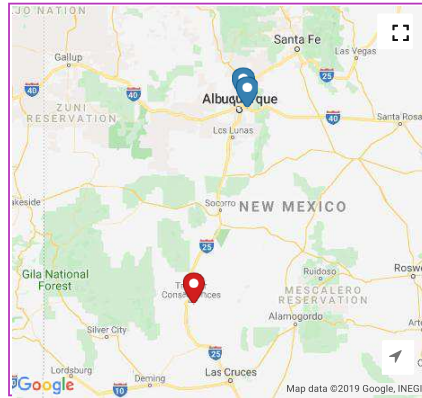 JO NATION
Santa Fe
Las Vegas
Gallup
25
40
Albuquerque
ZUNI
RESERVATION
40
40
Santa Rosa
Los Lunas
Socorro
NEW MEXICO
25
Gila National
Forest
Ruidoso
MESCALERO
RESERVATION
Alamogordo
Silver City
25
Lordsburg
Las Cruces
Deming
10
Google
Map data ©2019 Google, INEGI